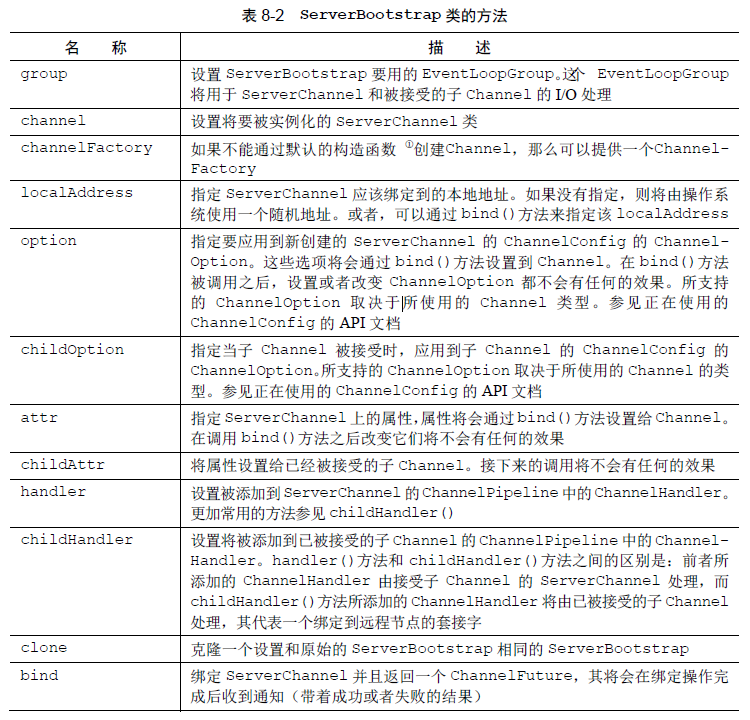 表 8-2 ServerBootstrap 类的方法
名 称 描 述
group 设置 ServerBootstrap 要用的 EventLoopGroup。这个 EventLoopGroup
将用于 ServerChannel 和被接受的子 Channel 的 I/O 处理
channel 设置将要被实例化的 ServerChannel 类
channelFactory 如果不能通过默认的构造函数①创建Channel，那么可以提供一个Channel-
Factory
localAddress 指定 ServerChannel 应该绑定到的本地地址。如果没有指定，则将由操作系
统使用一个随机地址。或者，可以通过 bind()方法来指定该 localAddress
option 指定要应用到新创建的 ServerChannel 的 ChannelConfig 的 Channel-
Option。这些选项将会通过 bind()方法设置到 Channel。在 bind()方法
被调用之后，设置或者改变 ChannelOption 都不会有任何的效果。所支持
的 ChannelOption 取决于所使用的 Channel 类型。参见正在使用的
ChannelConfig 的 API 文档
childOption 指定当子 Channel 被接受时，应用到子 Channel 的 ChannelConfig 的
ChannelOption。所支持的 ChannelOption 取决于所使用的 Channel 的类
型。参见正在使用的 ChannelConfig 的 API 文档
attr 指定 ServerChannel 上的属性，属性将会通过 bind()方法设置给 Channel。
在调用 bind()方法之后改变它们将不会有任何的效果
childAttr 将属性设置给已经被接受的子 Channel。接下来的调用将不会有任何的效果
handler 设置被添加到 ServerChannel 的 ChannelPipeline 中的 ChannelHandler。
更加常用的方法参见 childHandler()
childHandler 设置将被添加到已被接受的子 Channel 的 ChannelPipeline 中的 Channel-
Handler。handler()方法和 childHandler()方法之间的区别是：前者所
添加的 ChannelHandler 由接受子 Channel 的 ServerChannel 处理，而
childHandler()方法所添加的 ChannelHandler 将由已被接受的子 Channel
处理，其代表一个绑定到远程节点的套接字
clone 克隆一个设置和原始的 ServerBootstrap 相同的 ServerBootstrap
bind 绑定 ServerChannel 并且返回一个 ChannelFuture，其将会在绑定操作完
成后收到通知（带着成功或者失败的结果）